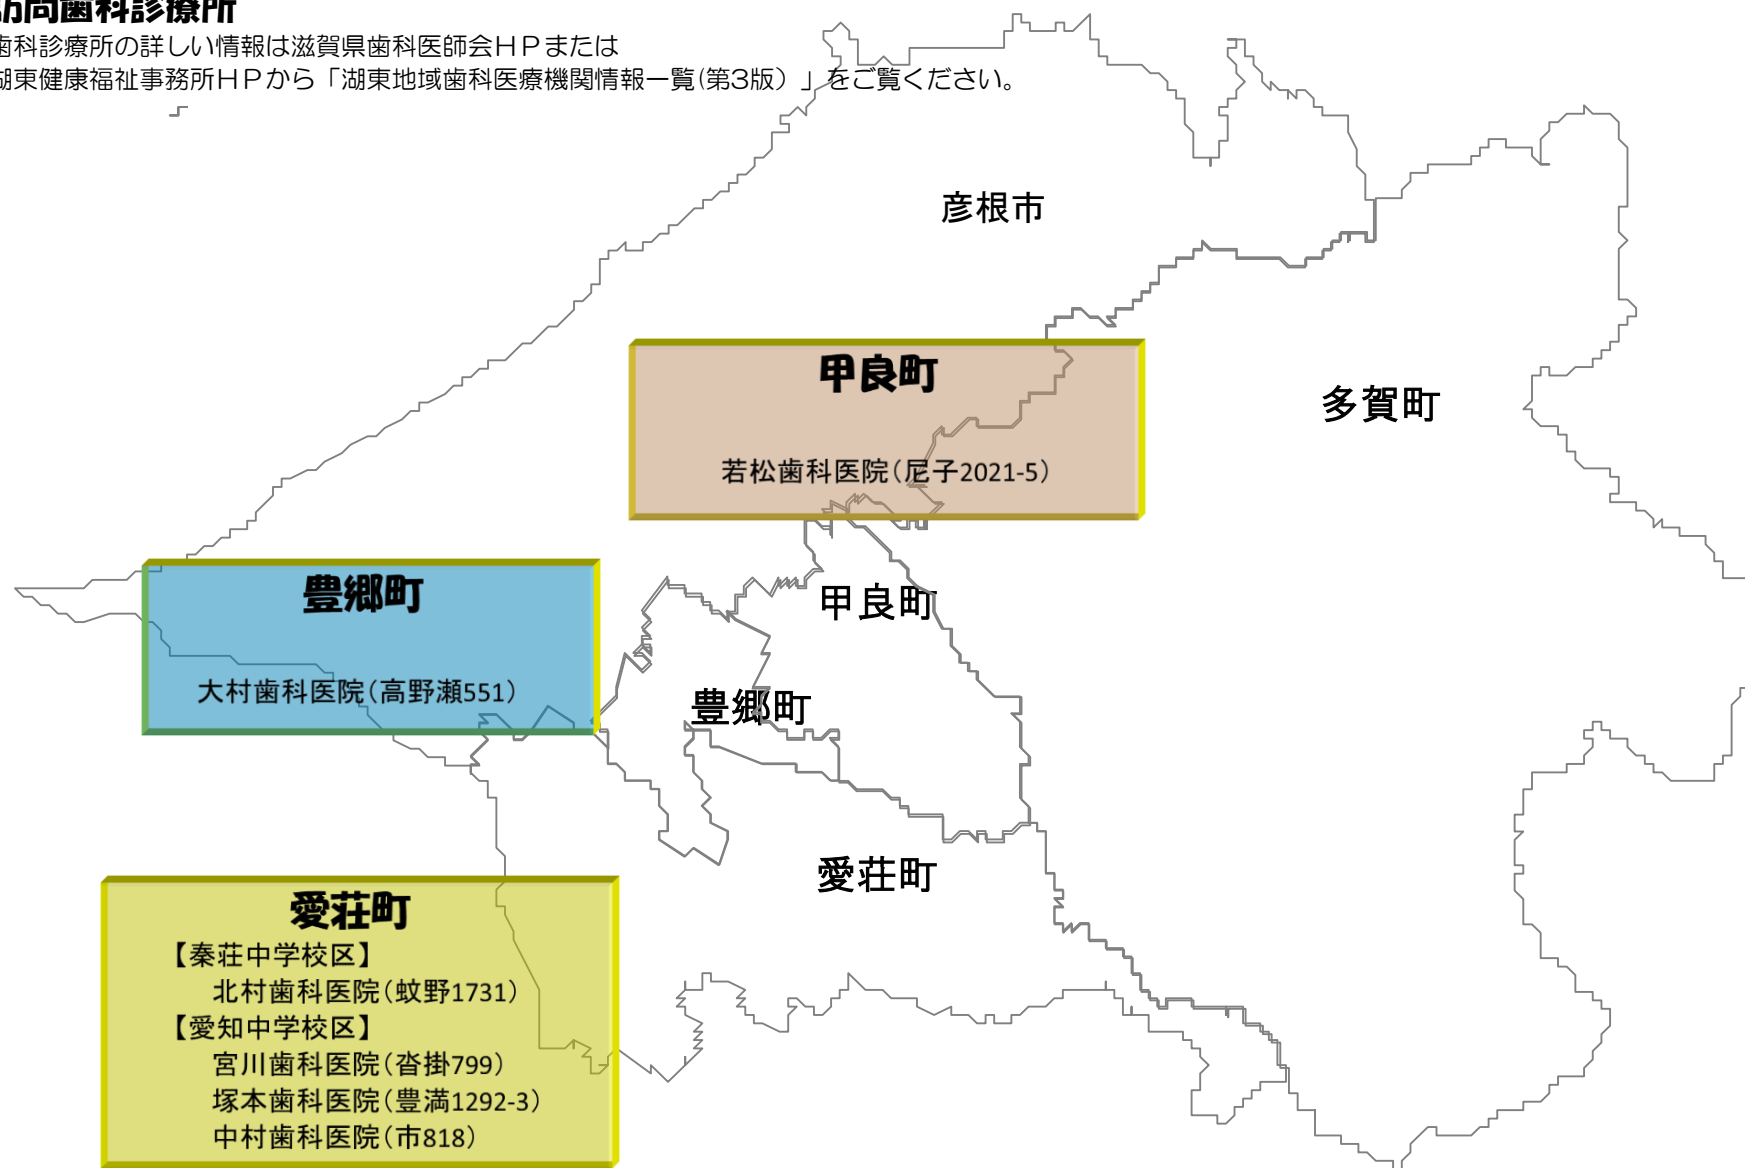 訪問歯科診療所
歯科診療所の詳しい情報は滋賀県歯科医師会HPまたは
湖東健康福祉事務所HPから「湖東地域歯科医療機関情報一覧(第3版）」をご覧ください。
彦根市
甲良町
若松歯科医院(尼子2021-5)
多賀町
豊郷町
大村歯科医院(高野瀬551)
甲良町
豊郷町
愛荘町
愛荘町
【秦荘中学校区】
北村歯科医院(蚊野1731)
【愛知中学校区】
宮川歯科医院(沓掛799)
塚本歯科医院(豊満1292-3)
中村歯科医院(市818)